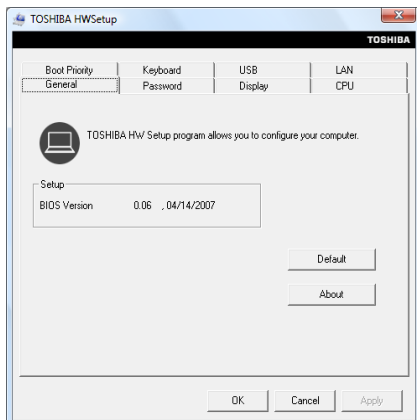 TOSHIBA HWSetup
TOSHIBA
Boot Priority Keyboard USB LAN
General Password Display CPU
TOSHIBA HW Setup program allows you to configure your computer.
Setup
BIOS Version 0.06 , 04/14/2007
Default
About
OK Cancel Apply